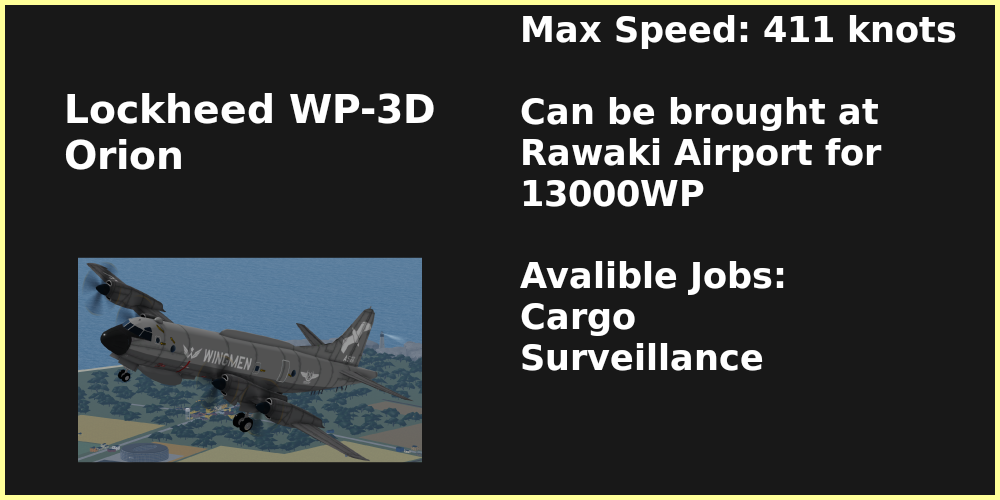 Lockheed WP-3D
Orion
WINGMEN
Max Speed: 411 knots
Can be brought at
Rawaki Airport for
13000WP
Avalible Jobs:
Cargo
Surveillance